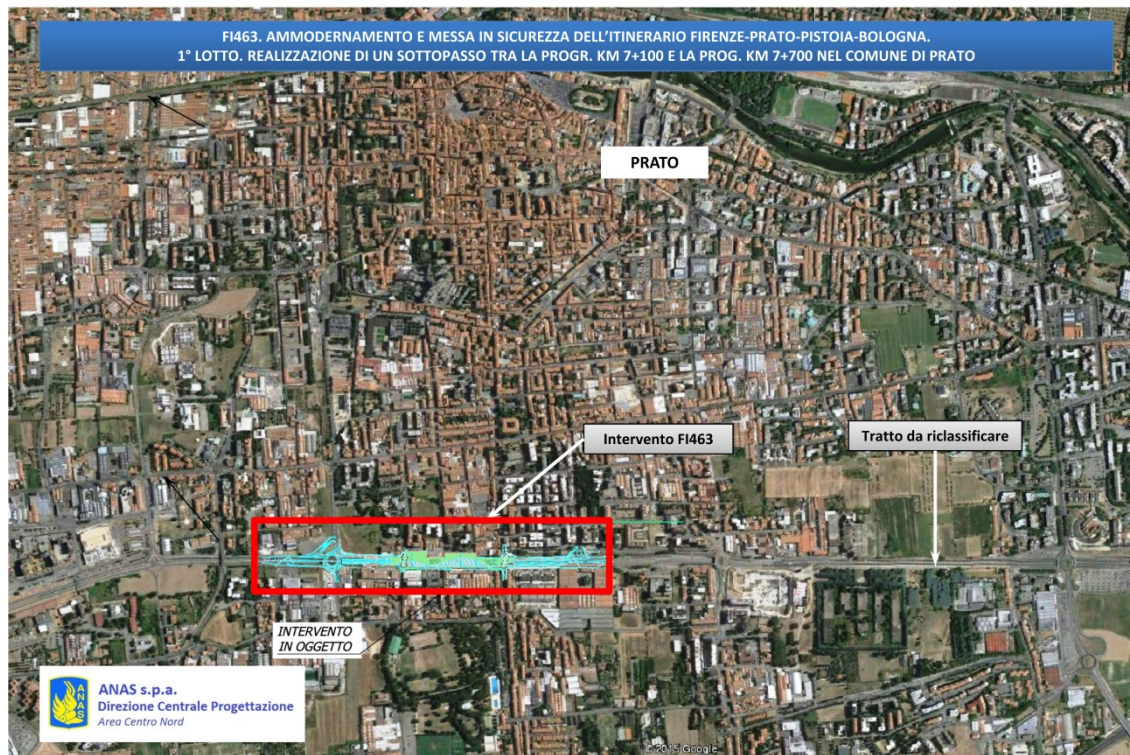 FI463. AMMODERNAMENTO E MESSA IN SICUREZZA DELL'ITINERARIO FIRENZE-PRATO-PISTOIA-BOLOGNA.
1° LOTTO. REALIZZAZIONE DI UN SOTTOPASSO TRA LA PROGR. KM 7+100 E LA PROG. KM 7+700 NEL COMUNE DI PRATO
PRATO
Intervento FI463
Tratto da riclassificare
INTERVENTO
IN OGGETTO
ANAS
ANAS s.p.a.
Direzione Centrale Progettazione
Area Centro Nord
© 2015 Google